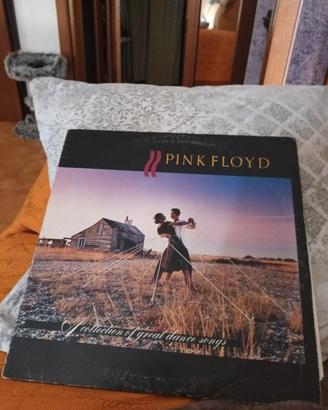 PINK FLOYD
A collection of great dance songs